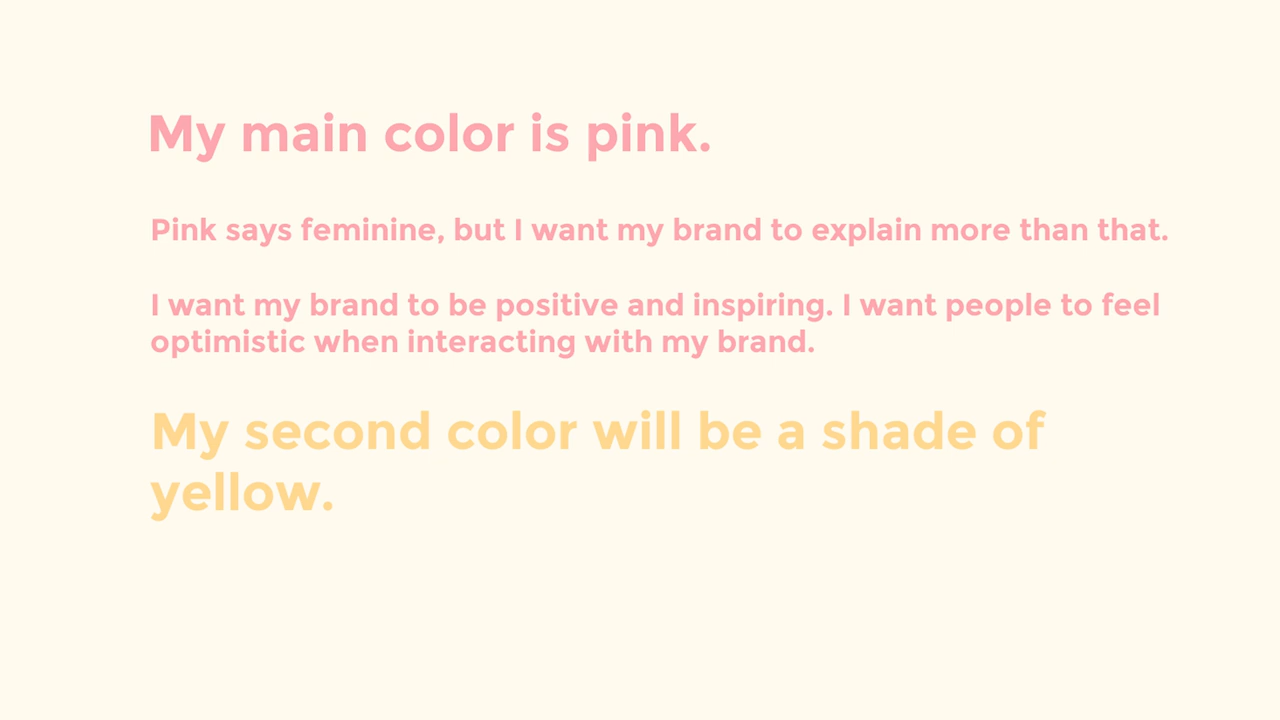 My main color is pink.
Pink says feminine, but I want my brand to explain more than that.
I want my brand to be positive and inspiring. I want people to feel
optimistic when interacting with my brand.
My second color will be a shade of
yellow.